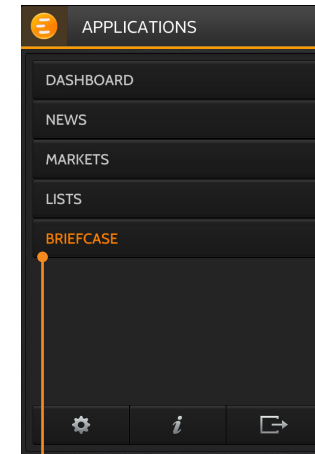 APPLICATIONS
DASHBOARD
NEWS
MARKETS
LISTS
BRIEFCASE